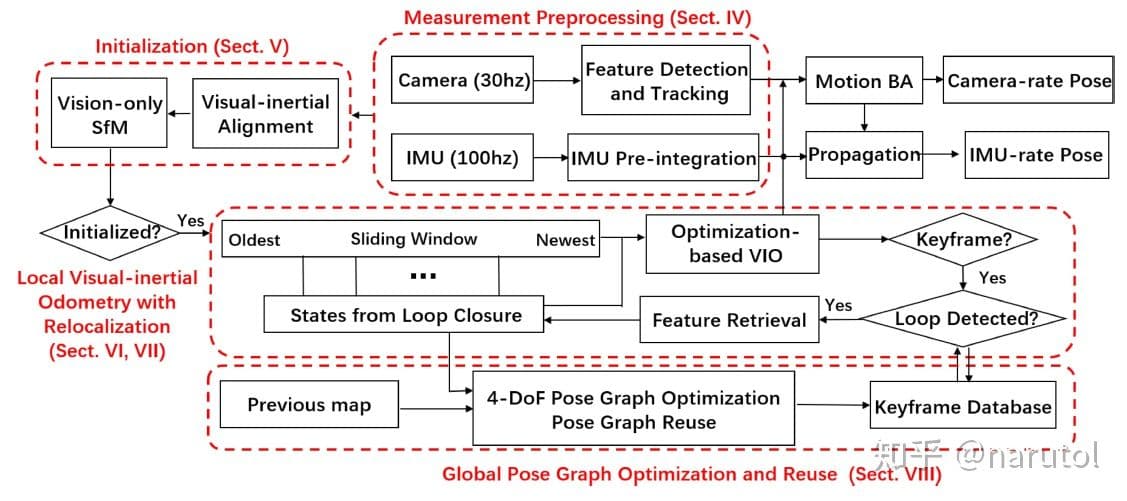 Measurement Preprocessing (Sect. IV)
Initialization (Sect. V)
Vision-only
SfM
Visual-inertial
Alignment
Camera (30hz)
Feature Detection
and Tracking
Motion BA
Camera-rate Pose
IMU (100hz)
IMU Pre-integration
Propagation
IMU-rate Pose
Initialized?
Yes
Oldest
Sliding Window
Newest
...
States from Loop Closure
Optimization-
based VIO
Keyframe?
Yes
Loop Detected?
Yes
Feature Retrieval
Local Visual-inertial
Odometry with
Relocalization
(Sect. VI, VII)
Previous map
4-DoF Pose Graph Optimization
Pose Graph Reuse
Keyframe Database
Global Pose Graph Optimization and Reuse (Sect. VIII)
知乎 @narutol